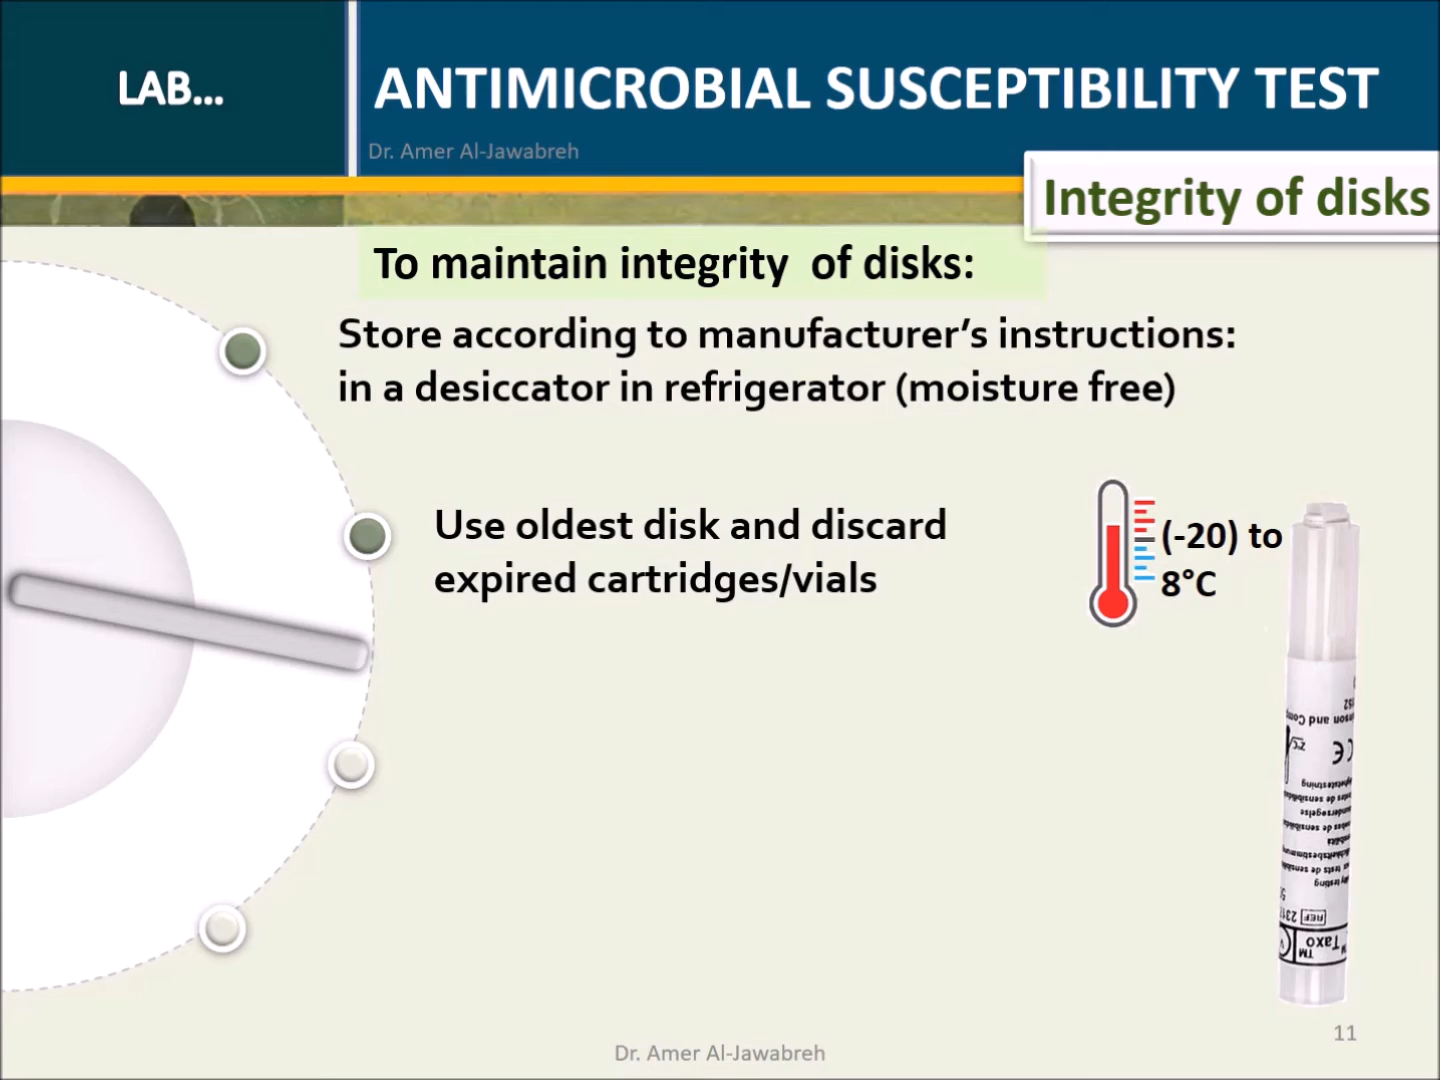 LAB...
ANTIMICROBIAL SUSCEPTIBILITY TEST
Dr. Amer Al-Jawabreh
Integrity of disks
To maintain integrity of disks:
Store according to manufacturer's instructions:
in a desiccator in refrigerator (moisture free)
Use oldest disk and discard
expired cartridges/vials
(-20) to
8°C
Taxo
REF
11
Dr. Amer Al-Jawabreh